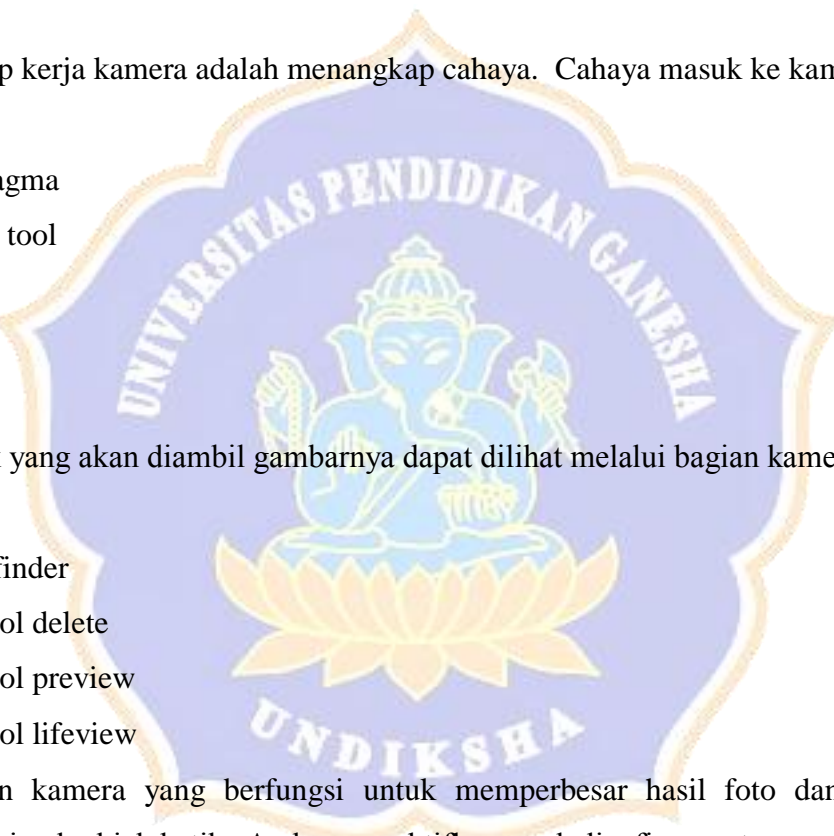 p kerja kamera adalah menangkap cahaya. Cahaya masuk ke kam
agma
tool
UNIVERSITAS PENDIDIKAN GANESHA
yang akan diambil gambarnya dapat dilihat melalui bagian kame
finder
ol delete
ol preview
ol lifeview
UNDIKSHA
n kamera yang berfungsi untuk memperbesar hasil foto dan